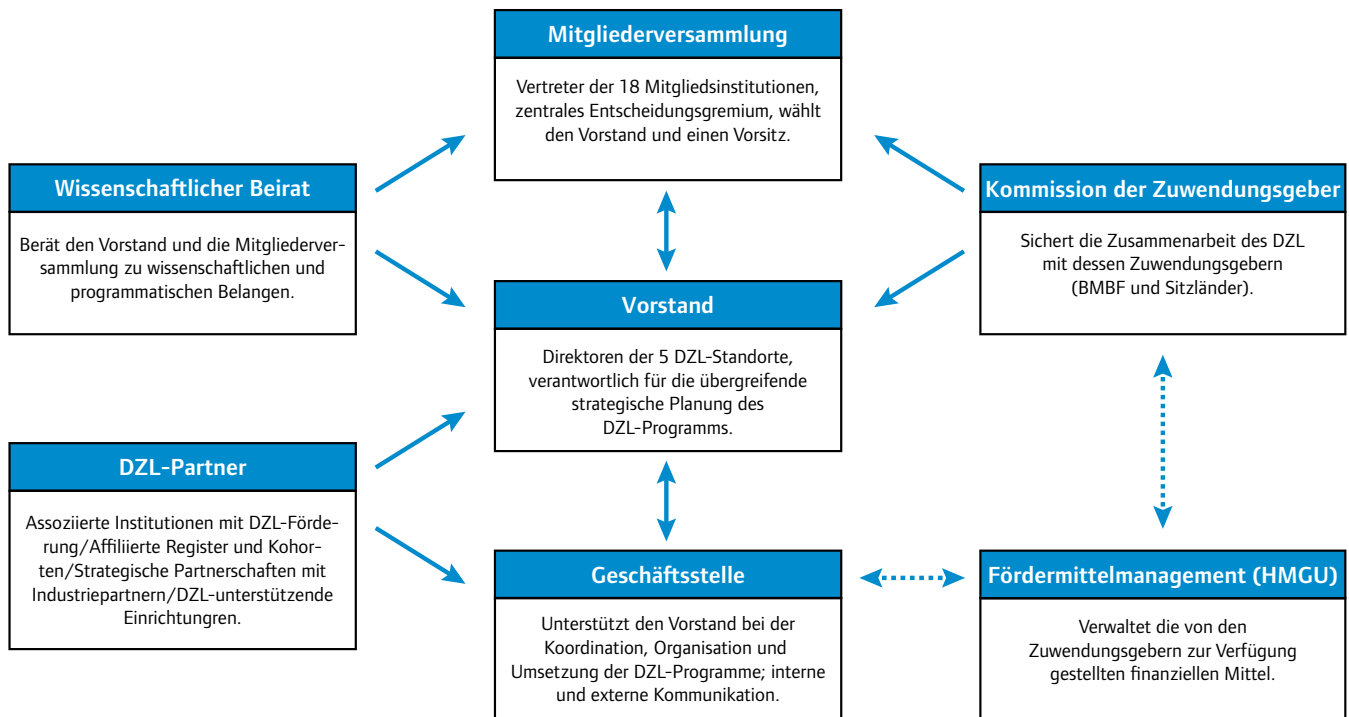 Mitgliederversammlung
Vertreter der 18 Mitgliedsinstitutionen,
zentrales Entscheidungsgremium, wählt
den Vorstand und einen Vorsitz.
Wissenschaftlicher Beirat
Berät den Vorstand und die Mitgliederver-
sammlung zu wissenschaftlichen und
programmatischen Belangen.
Kommission der Zuwendungsgeber
Sichert die Zusammenarbeit des DZL
mit dessen Zuwendungsgebern
(BMBF und Sitzländer).
Vorstand
Direktoren der 5 DZL-Standorte,
verantwortlich für die übergreifende
strategische Planung des
DZL-Programms.
DZL-Partner
Assoziierte Institutionen mit DZL-Förde-
rung/Affiliierte Register und Kohor-
ten/Strategische Partnerschaften mit
Industriepartnern/DZL-unterstützende
Einrichtungren.
Geschäftsstelle
Unterstützt den Vorstand bei der
Koordination, Organisation und
Umsetzung der DZL-Programme; interne
und externe Kommunikation.
Fördermittelmanagement (HMGU)
Verwaltet die von den
Zuwendungsgebern zur Verfügung
gestellten finanziellen Mittel.